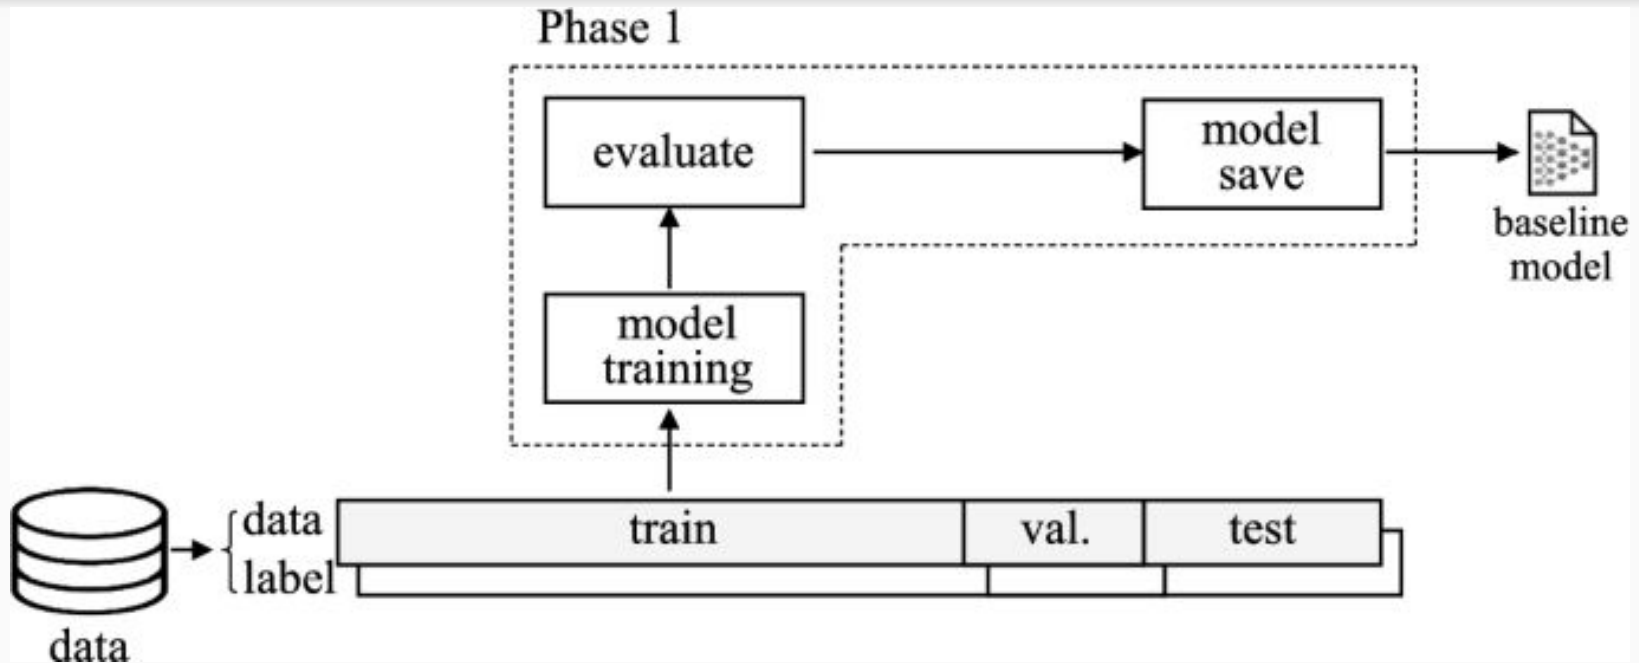 Phase 1
evaluate
model
save
baseline
model
model
training
data
train
val.
test
label
data